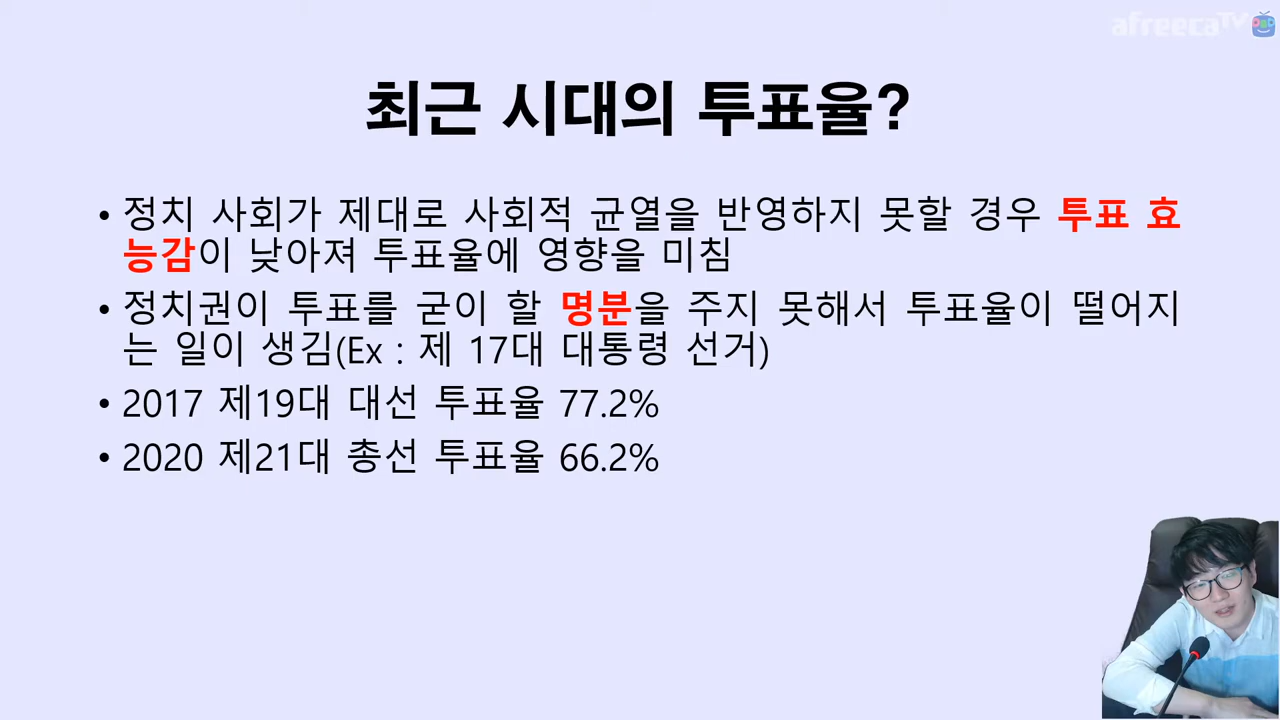 afreecaTV
최근 시대의 투표율?
• 정치 사회가 제대로 사회적 균열을 반영하지 못할 경우 투표 효
능감이 낮아져 투표율에 영향을 미침
• 정치권이 투표를 굳이 할 명분을 주지 못해서 투표율이 떨어지
는 일이 생김(Ex : 제 17대 대통령 선거)
• 2017 제19대 대선 투표율 77.2%
• 2020 제21대 총선 투표율 66.2%